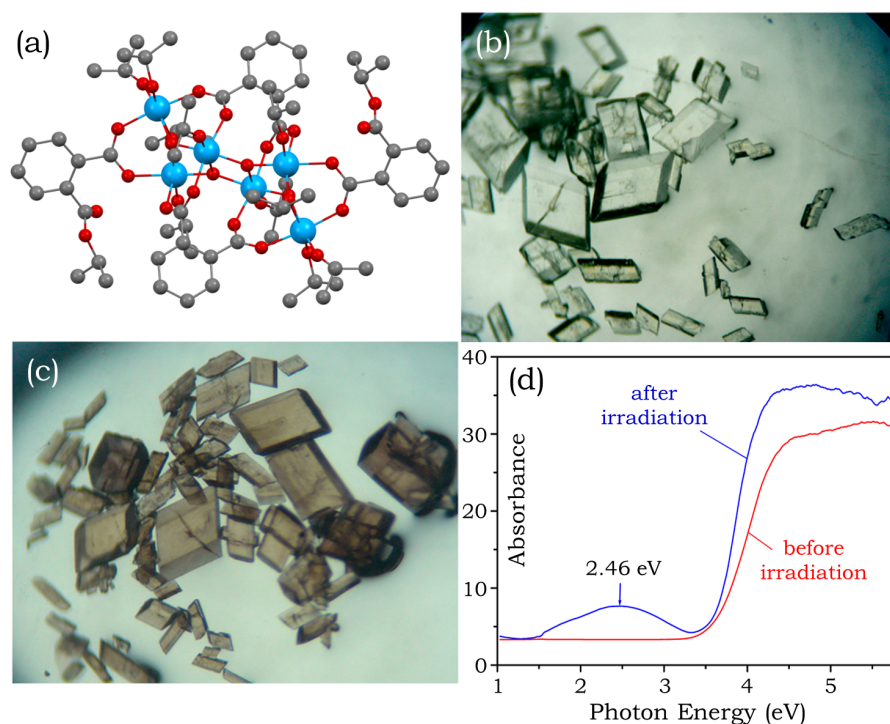 (a)
(b)
(c)
(d)
40
30
20
10
0
Absorbance
after
irradiation
2.46 eV
before
irradiation
1
2
3
4
5
Photon Energy (eV)